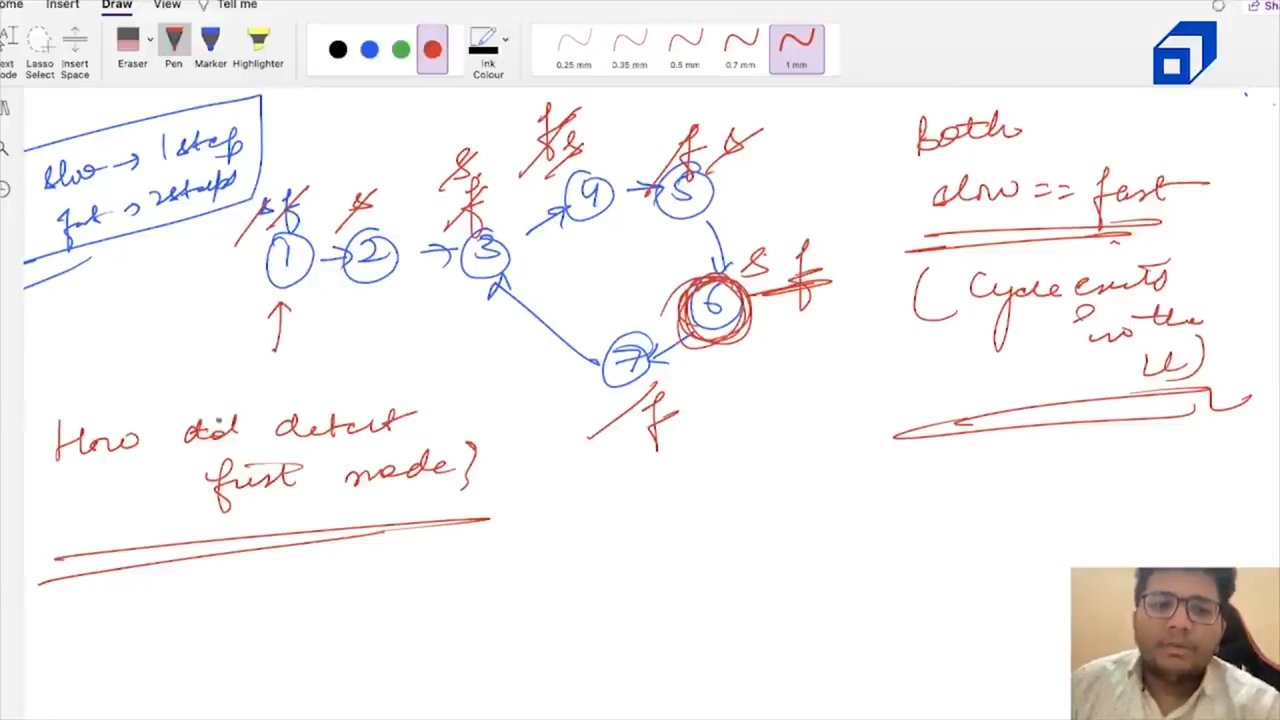 Home Insert Draw View Tell me Sha
Text Mode
Lasso Select
Insert Space
Eraser
Pen
Marker
Highlighter
Ink Colour
0.25 mm
0.35 mm
0.5 mm
0.7 mm
1 mm
slow → 1 step
fast → 2 steps
s f
s
s
f
f s
f s
1 → 2 → 3 → 4 → 5
6
s f
7
f
Both
slow == fast
(Cycle exists
in the
LL)
How did detect
first node?